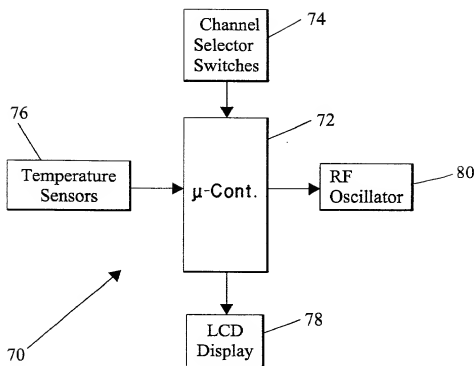 Channel
Selector
Switches
74
76
72
Temperature
Sensors
μ-Cont.
RF
Oscillator
80
70
LCD
Display
78